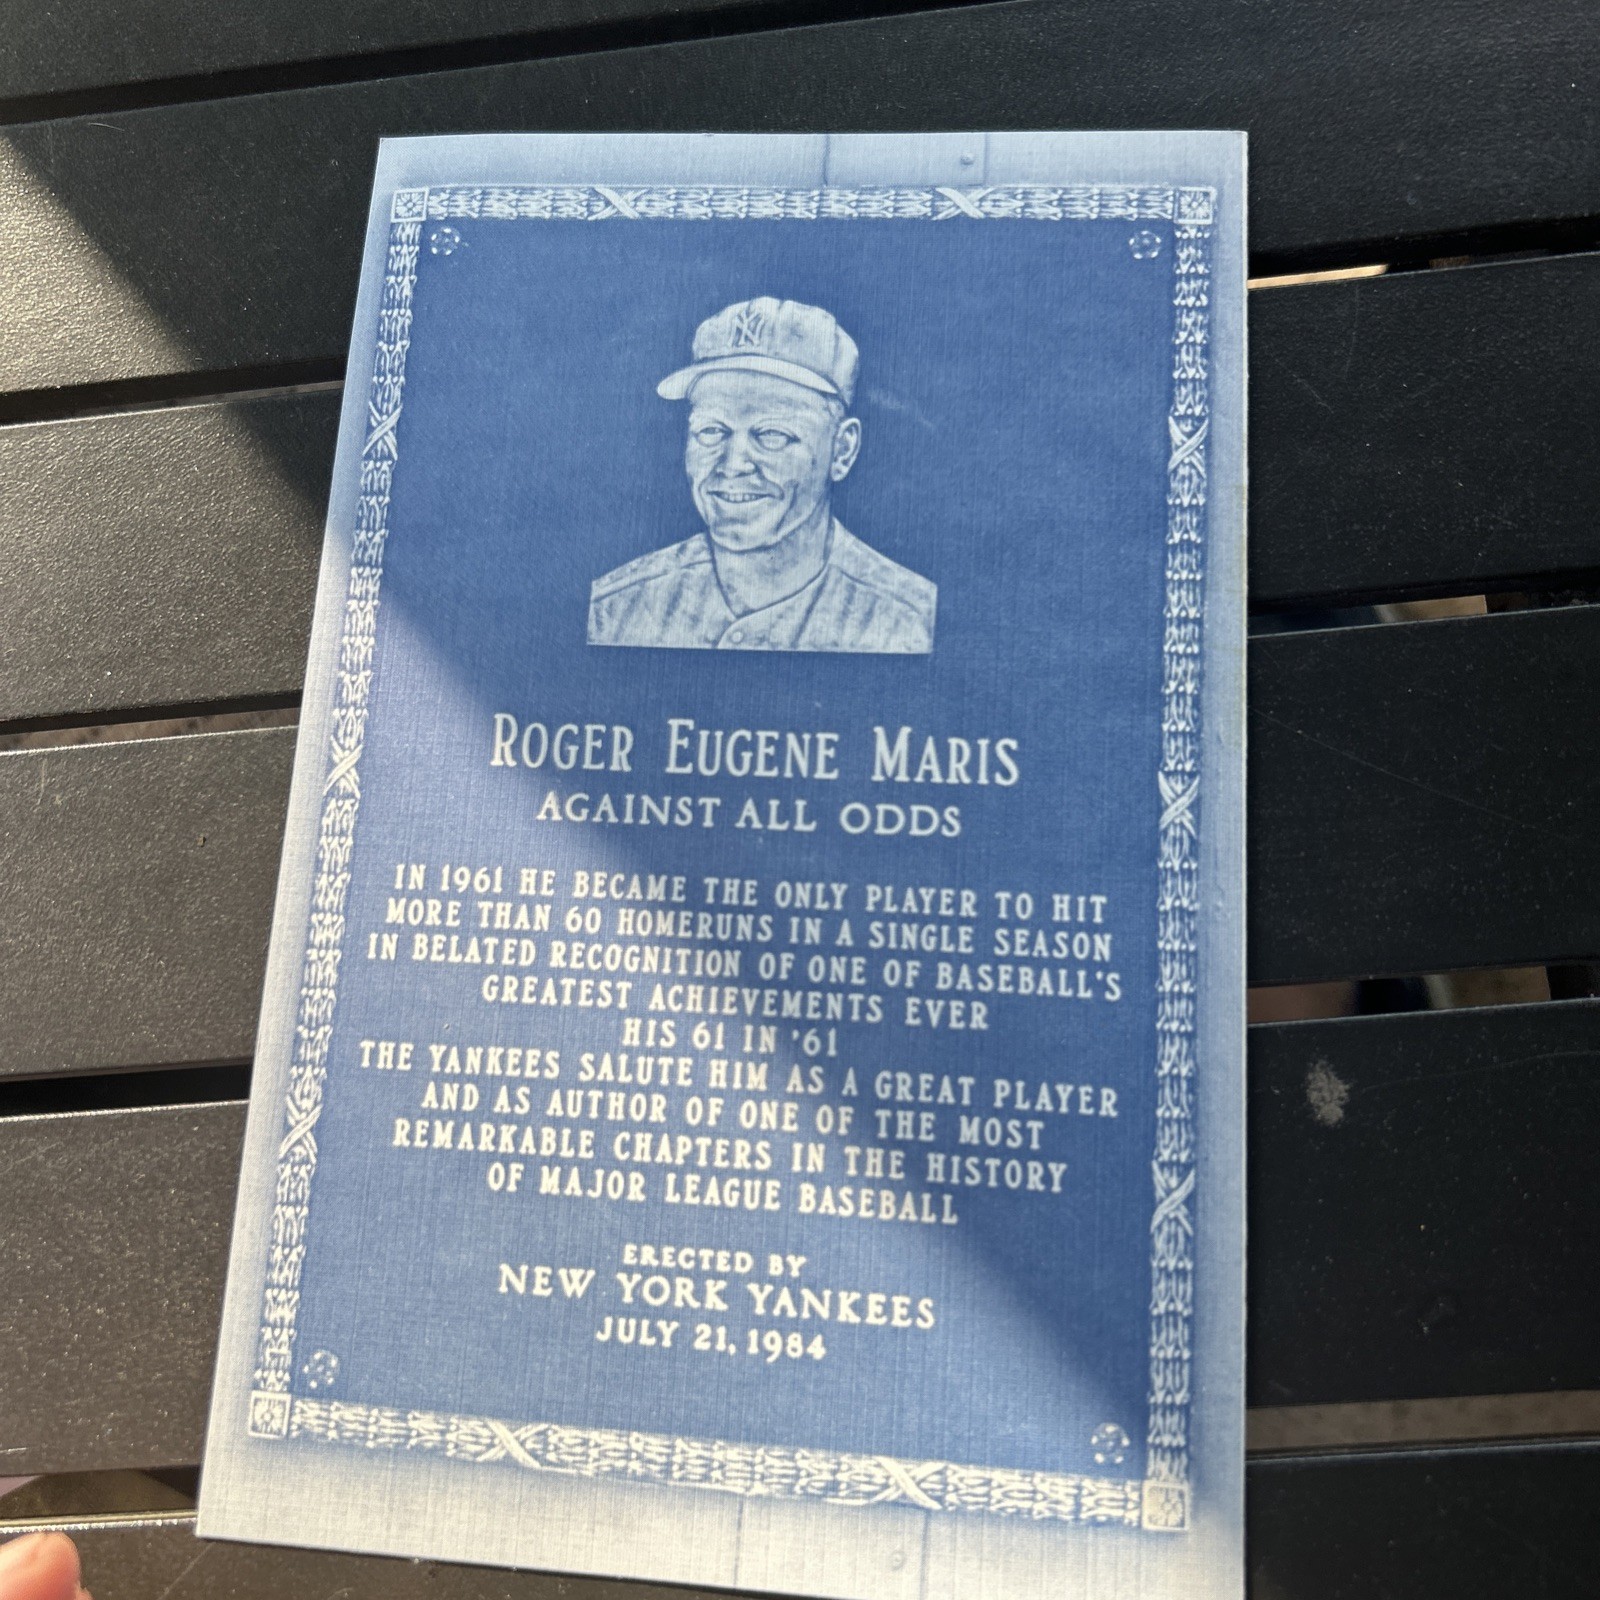 NY
ROGER EUGENE MARIS
AGAINST ALL ODDS
IN 1961 HE BECAME THE ONLY PLAYER TO HIT
MORE THAN 60 HOMERUNS IN A SINGLE SEASON
IN BELATED RECOGNITION OF ONE OF BASEBALL'S
GREATEST ACHIEVEMENTS EVER
HIS 61 IN '61
THE YANKEES SALUTE HIM AS A GREAT PLAYER
AND AS AUTHOR OF ONE OF THE MOST
REMARKABLE CHAPTERS IN THE HISTORY
OF MAJOR LEAGUE BASEBALL
ERECTED BY
NEW YORK YANKEES
JULY 21, 1984